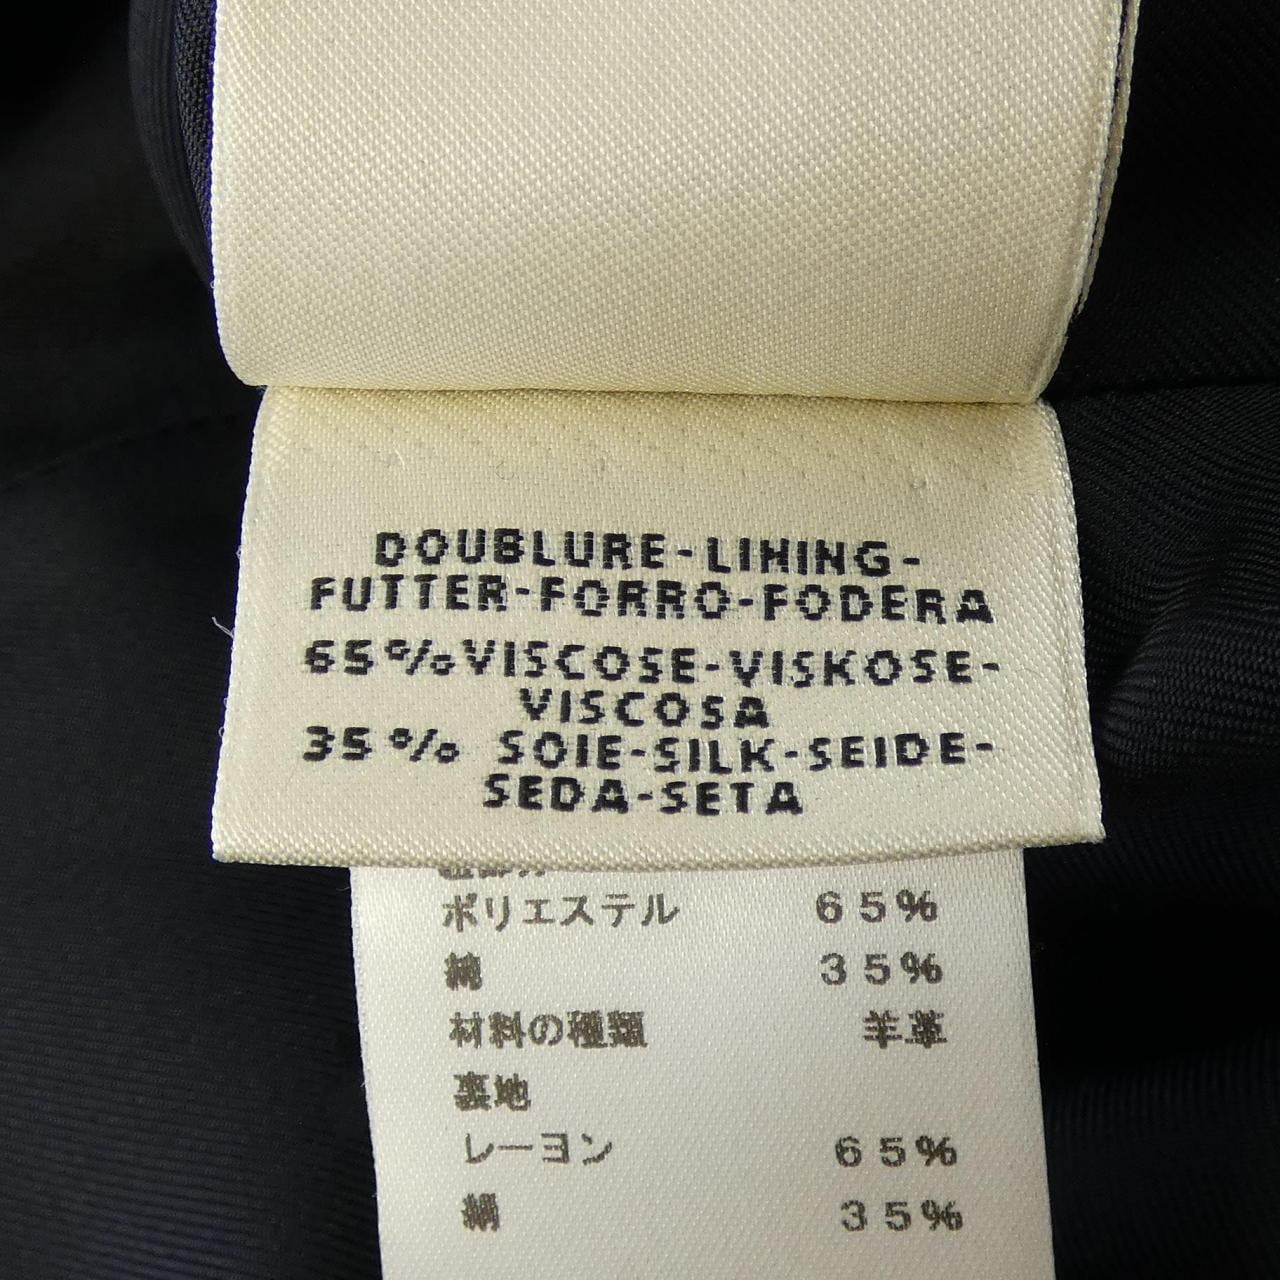 DOUBLURE-LINING-
FUTTER-FORRO-FODERA
65%VISCOSE-VISKOSE-
VISCOSA
35% SOIE-SILK-SEIDE-
SEDA-SETA
ポリエステル 65%
綿 35%
材料の種類 羊革
裏地
レーヨン 65%
絹 35%